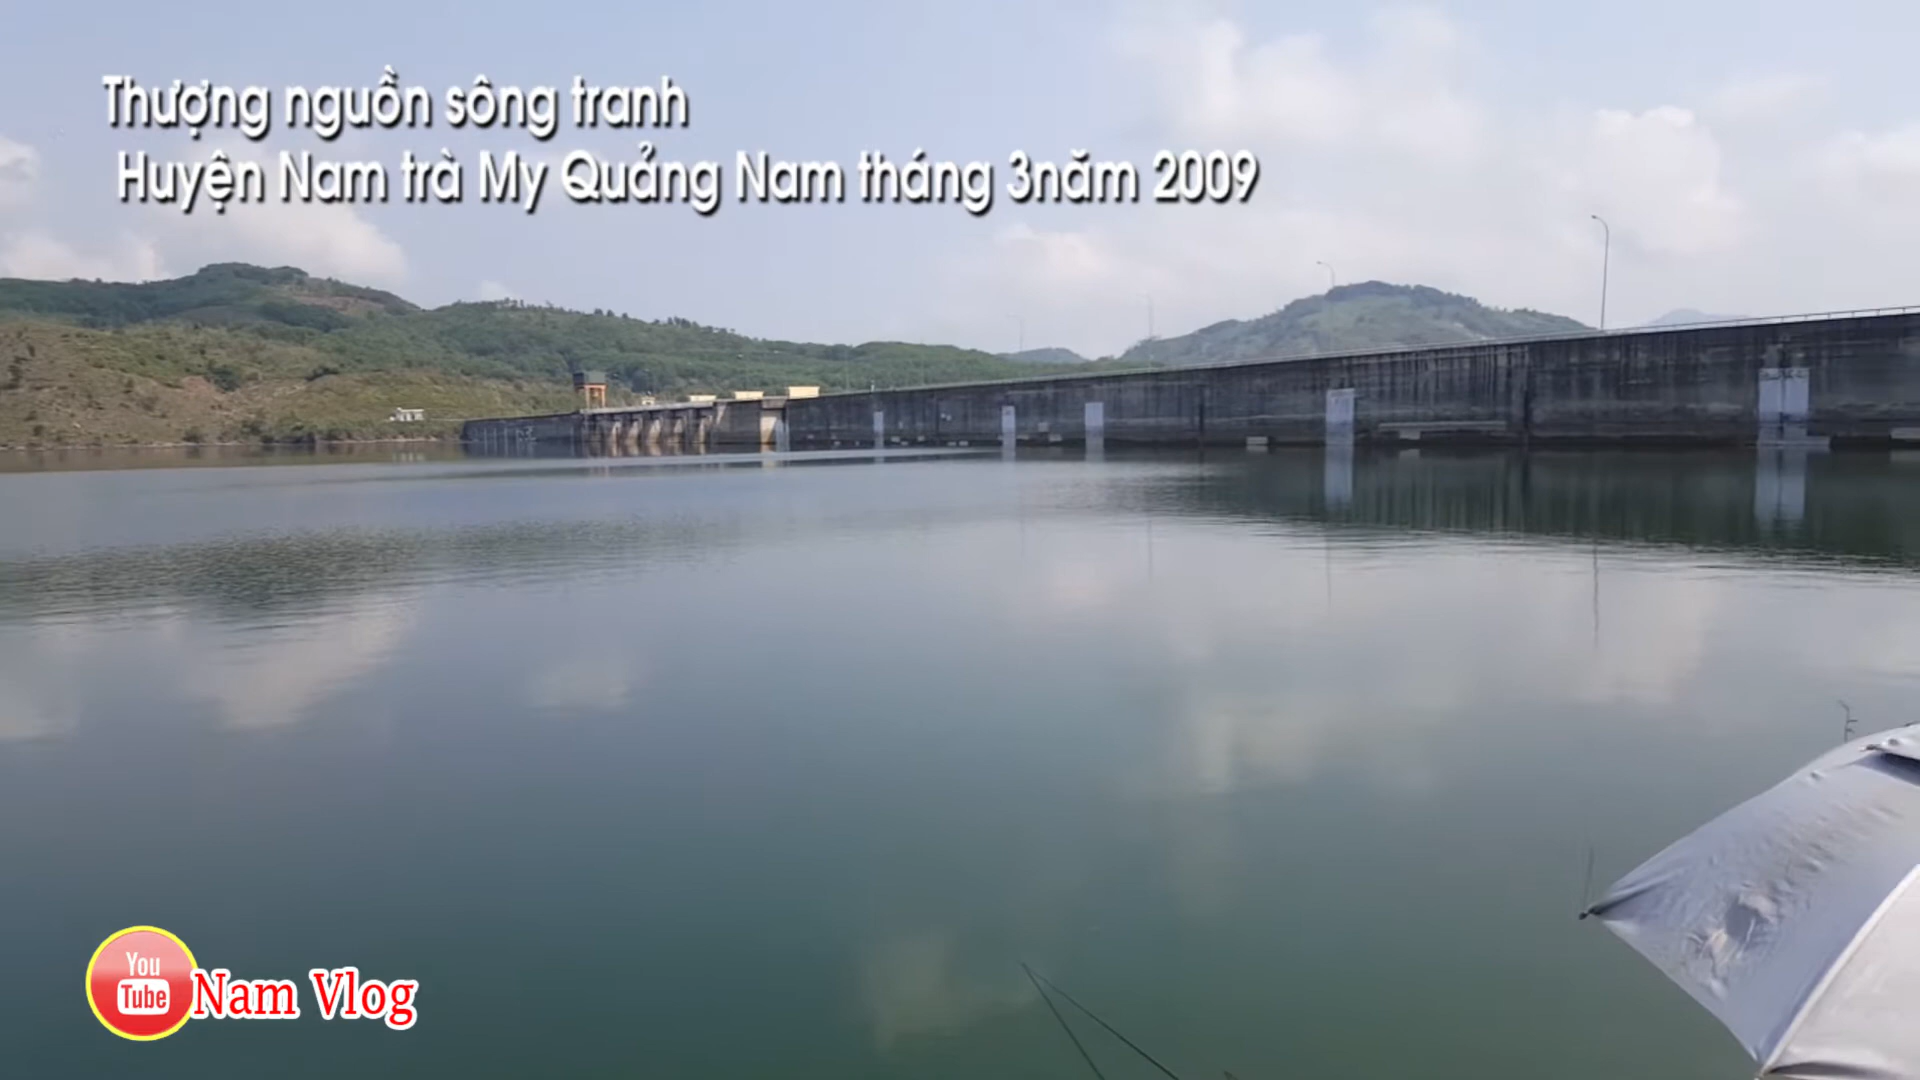 Thượng nguồn sông tranh
Huyện Nam trà My Quảng Nam tháng 3năm 2009
You
Tube
Nam Vlog